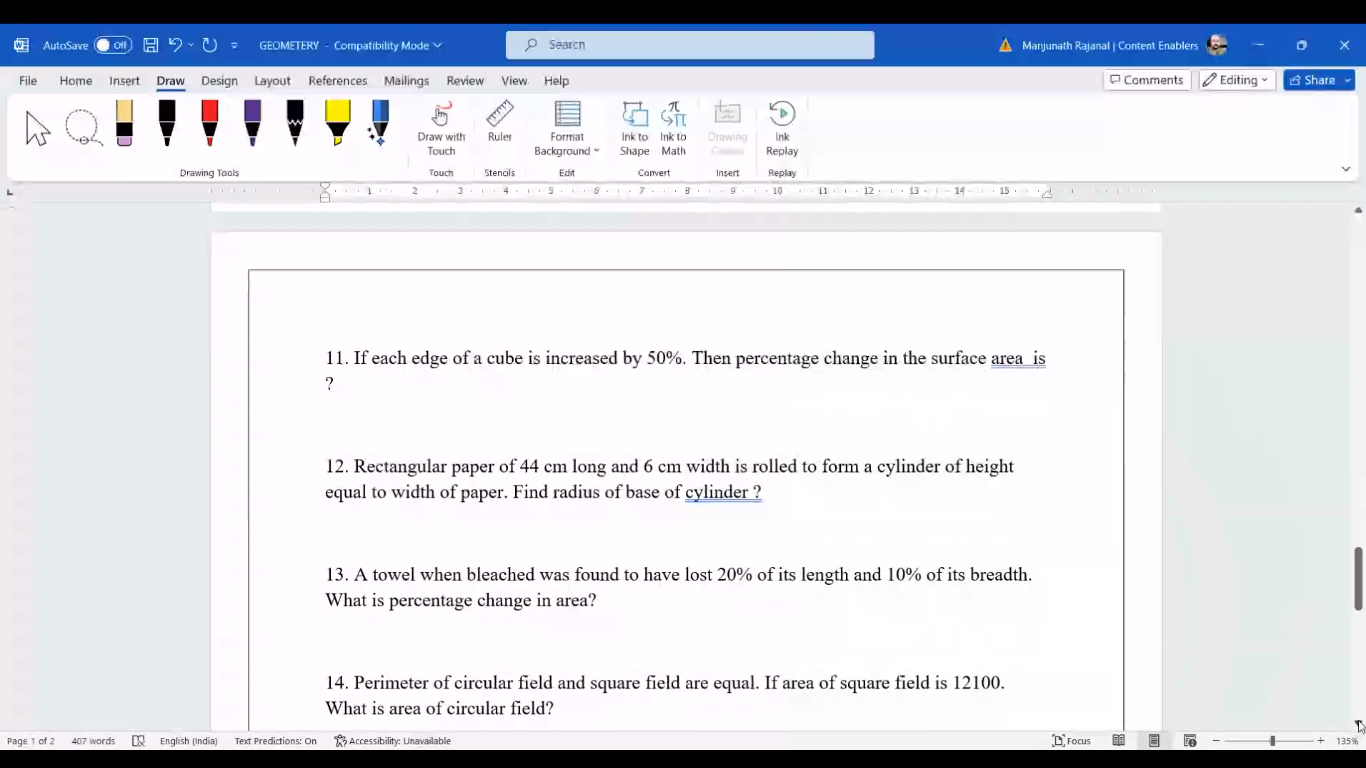 AutoSave Off GEOMETERY - Compatibility Mode Search Manjunath Rajanal | Content Enablers
File Home Insert Draw Design Layout References Mailings Review View Help Comments Editing Share
Draw with Touch Ruler Format Background Ink to Shape Ink to Math Drawing Canvas Ink Replay
Drawing Tools Touch Stencils Edit Convert Insert Replay
1 2 3 4 5 6 7 8 9 10 11 12 13 14 15
11. If each edge of a cube is increased by 50%. Then percentage change in the surface area is
?
12. Rectangular paper of 44 cm long and 6 cm width is rolled to form a cylinder of height
equal to width of paper. Find radius of base of cylinder ?
13. A towel when bleached was found to have lost 20% of its length and 10% of its breadth.
What is percentage change in area?
14. Perimeter of circular field and square field are equal. If area of square field is 12100.
What is area of circular field?
Page 1 of 2 407 words English (India) Text Predictions: On Accessibility: Unavailable Focus 135%